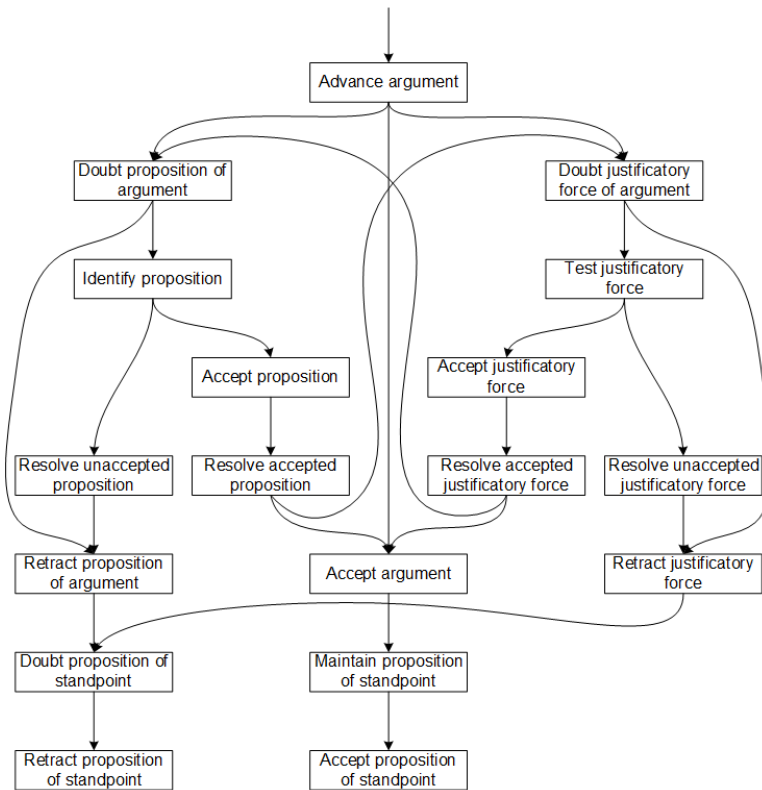 Advance argument
Doubt proposition of
argument
Doubt justificatory
force of argument
Identify proposition
Test justificatory
force
Accept proposition
Accept justificatory
force
Resolve unaccepted
proposition
Resolve accepted
proposition
Resolve accepted
justificatory force
Resolve unaccepted
justificatory force
Retract proposition
of argument
Accept argument
Retract justificatory
force
Doubt proposition of
standpoint
Maintain proposition
of standpoint
Retract proposition
of standpoint
Accept proposition
of standpoint